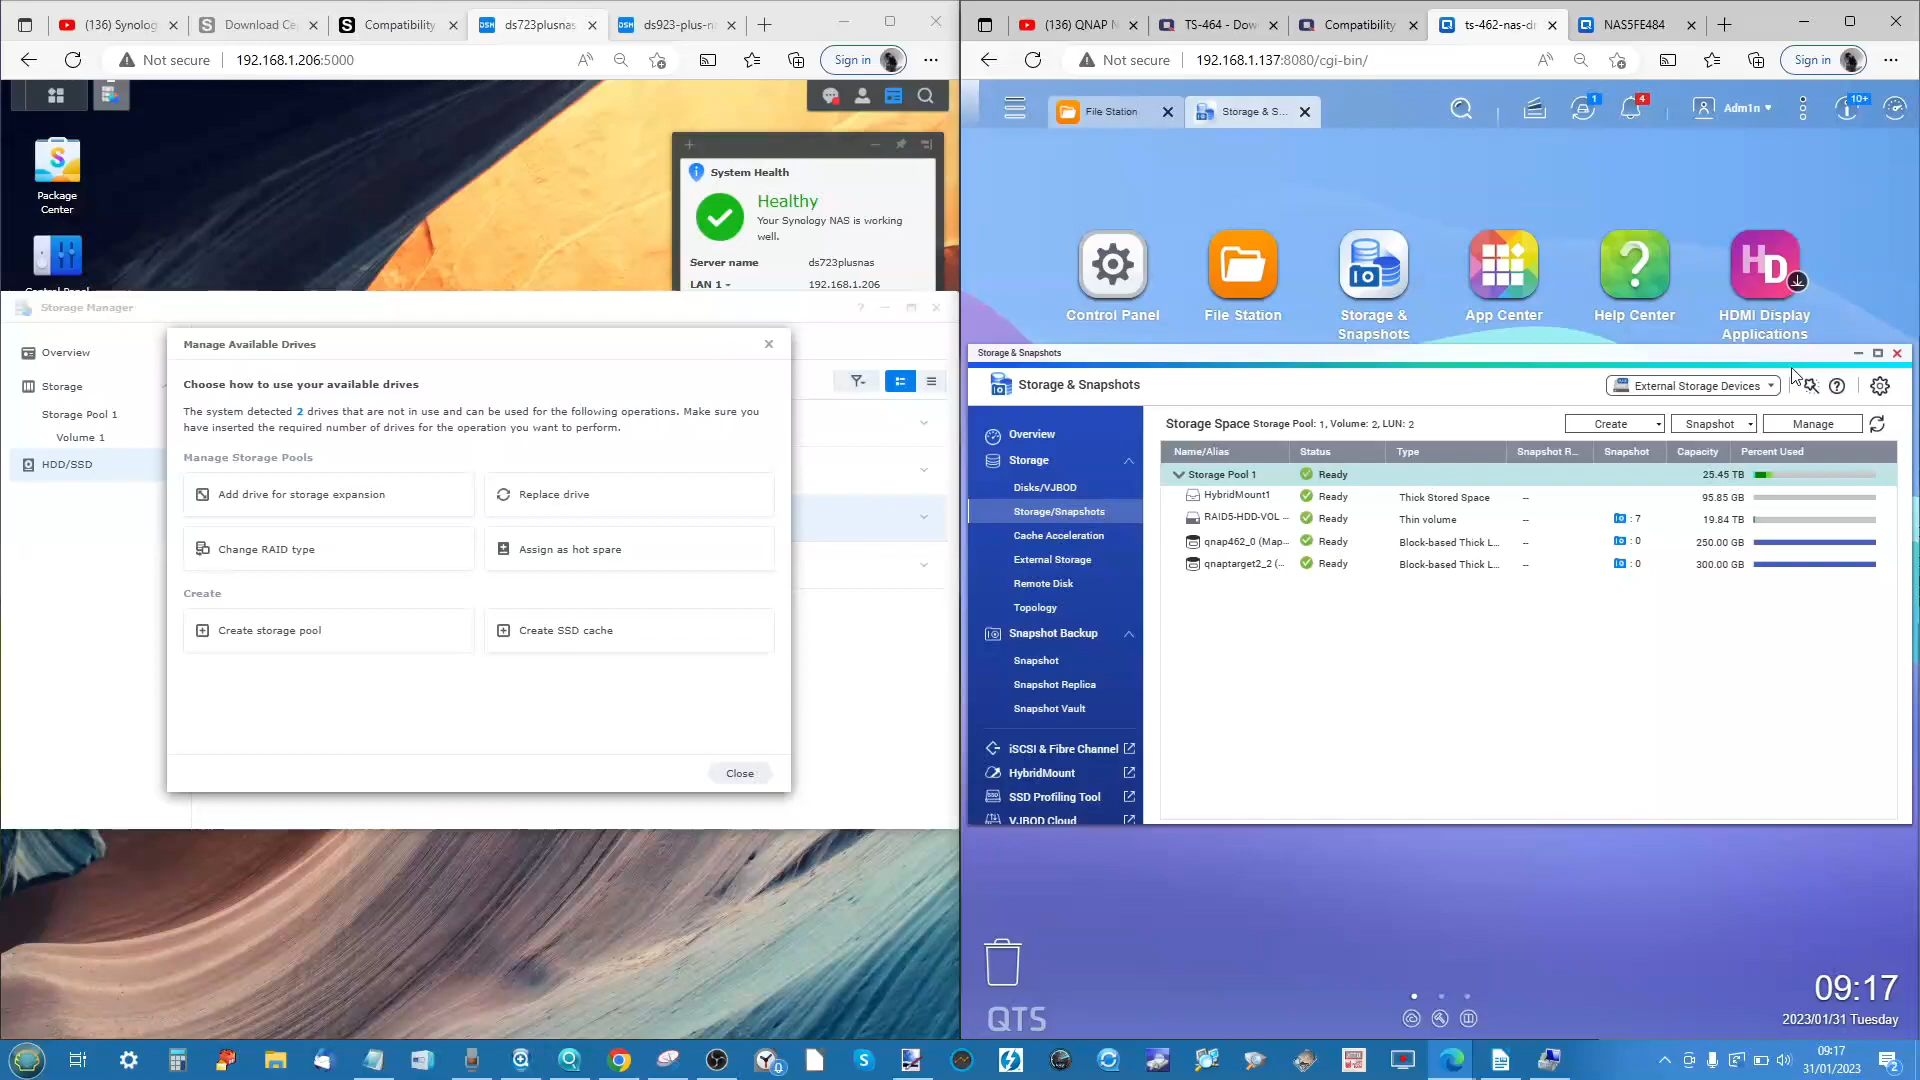 (136) Synolog
Download Ce
Compatibility
ds723plusnas
ds923-plus-n
Not secure
192.168.1.206:5000
Sign in
Package
Center
System Health
Healthy
Your Synology NAS is working
well.
Server name
ds723plusnas
LAN 1
192.168.1.206
Storage Manager
Overview
Storage
Storage Pool 1
Volume 1
HDD/SSD
Manage Available Drives
Choose how to use your available drives
The system detected 2 drives that are not in use and can be used for the following operations. Make sure you
have inserted the required number of drives for the operation you want to perform.
Manage Storage Pools
Add drive for storage expansion
Replace drive
Change RAID type
Assign as hot spare
Create
Create storage pool
Create SSD cache
Close
(136) QNAP N
TS-464 - Dow
Compatibility
ts-462-nas-dr
NAS5FE484
Not secure
192.168.1.137:8080/cgi-bin/
Sign in
File Station
Storage & S...
1
4
Adm1n
10+
Control Panel
File Station
Storage &
Snapshots
App Center
Help Center
HD
HDMI Display
Applications
Storage & Snapshots
Storage & Snapshots
External Storage Devices
Overview
Storage
Disks/VJBOD
Storage/Snapshots
Cache Acceleration
External Storage
Remote Disk
Topology
Snapshot Backup
Snapshot
Snapshot Replica
Snapshot Vault
iSCSI & Fibre Channel
HybridMount
SSD Profiling Tool
VJBOD Cloud
Storage Space Storage Pool: 1, Volume: 2, LUN: 2
Create
Snapshot
Manage
Name/Alias Status Type Snapshot R... Snapshot Capacity Percent Used
Storage Pool 1 Ready 25.45 TB
HybridMount1 Ready Thick Stored Space -- 95.85 GB
RAID5-HDD-VOL ... Ready Thin volume -- : 7 19.84 TB
qnap462_0 (Map... Ready Block-based Thick L... -- : 0 250.00 GB
qnaptarget2_2 (... Ready Block-based Thick L... -- : 0 300.00 GB
QTS
09:17
2023/01/31 Tuesday
09:17
31/01/2023
2